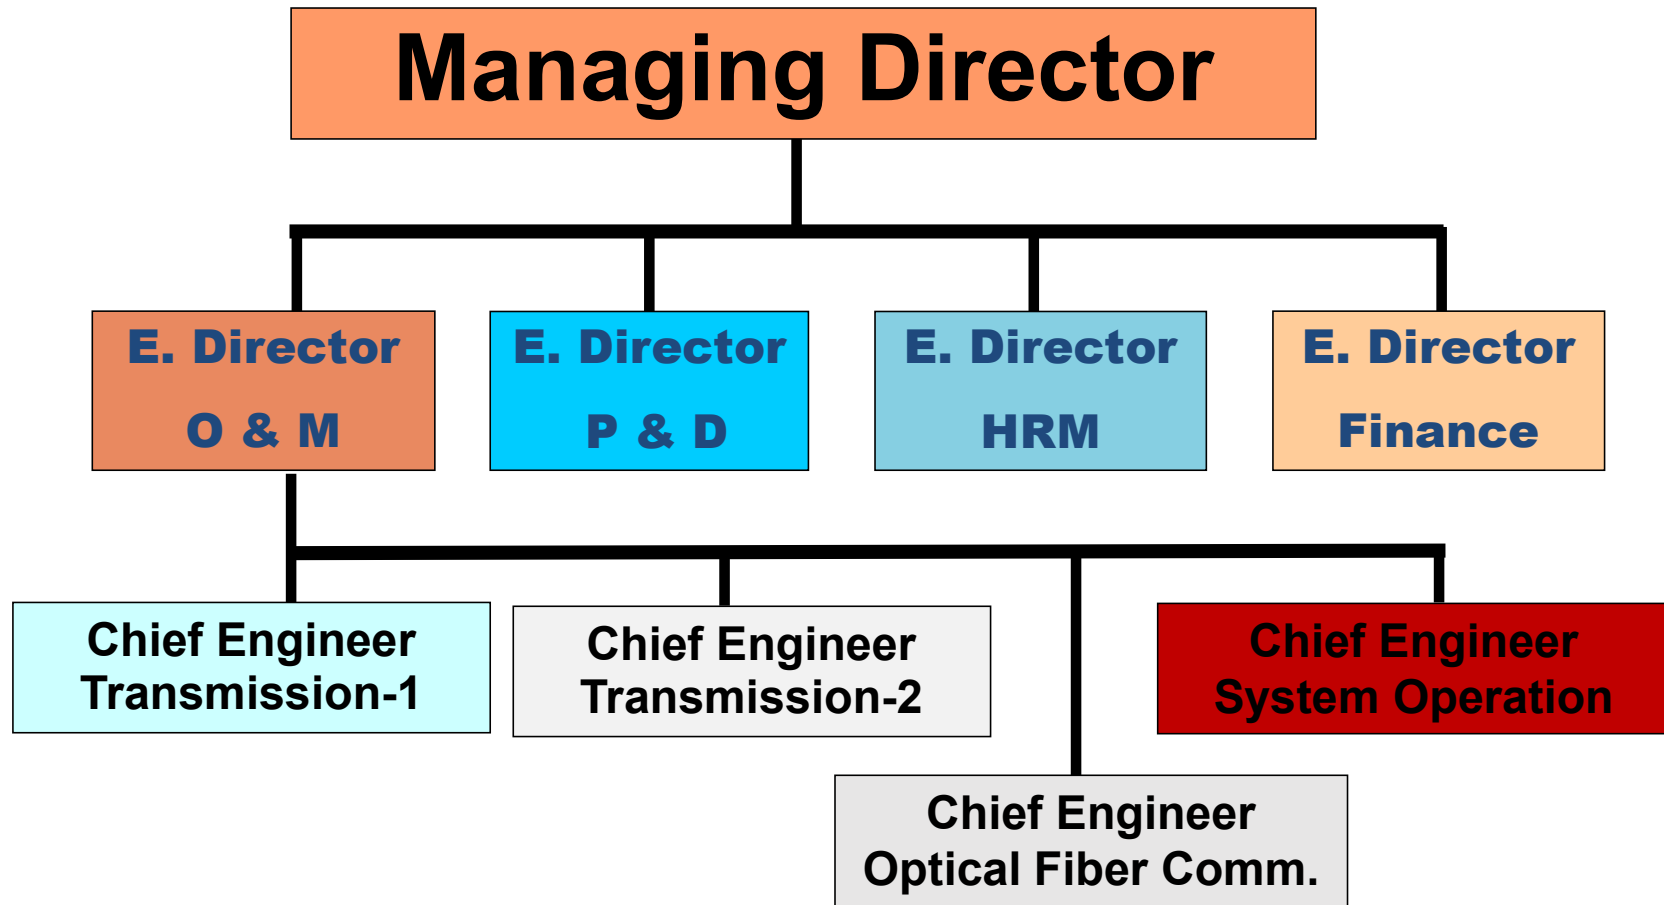 Managing Director
E. Director
O & M
E. Director
P & D
E. Director
HRM
E. Director
Finance
Chief Engineer
Transmission-1
Chief Engineer
Transmission-2
Chief Engineer
System Operation
Chief Engineer
Optical Fiber Comm.